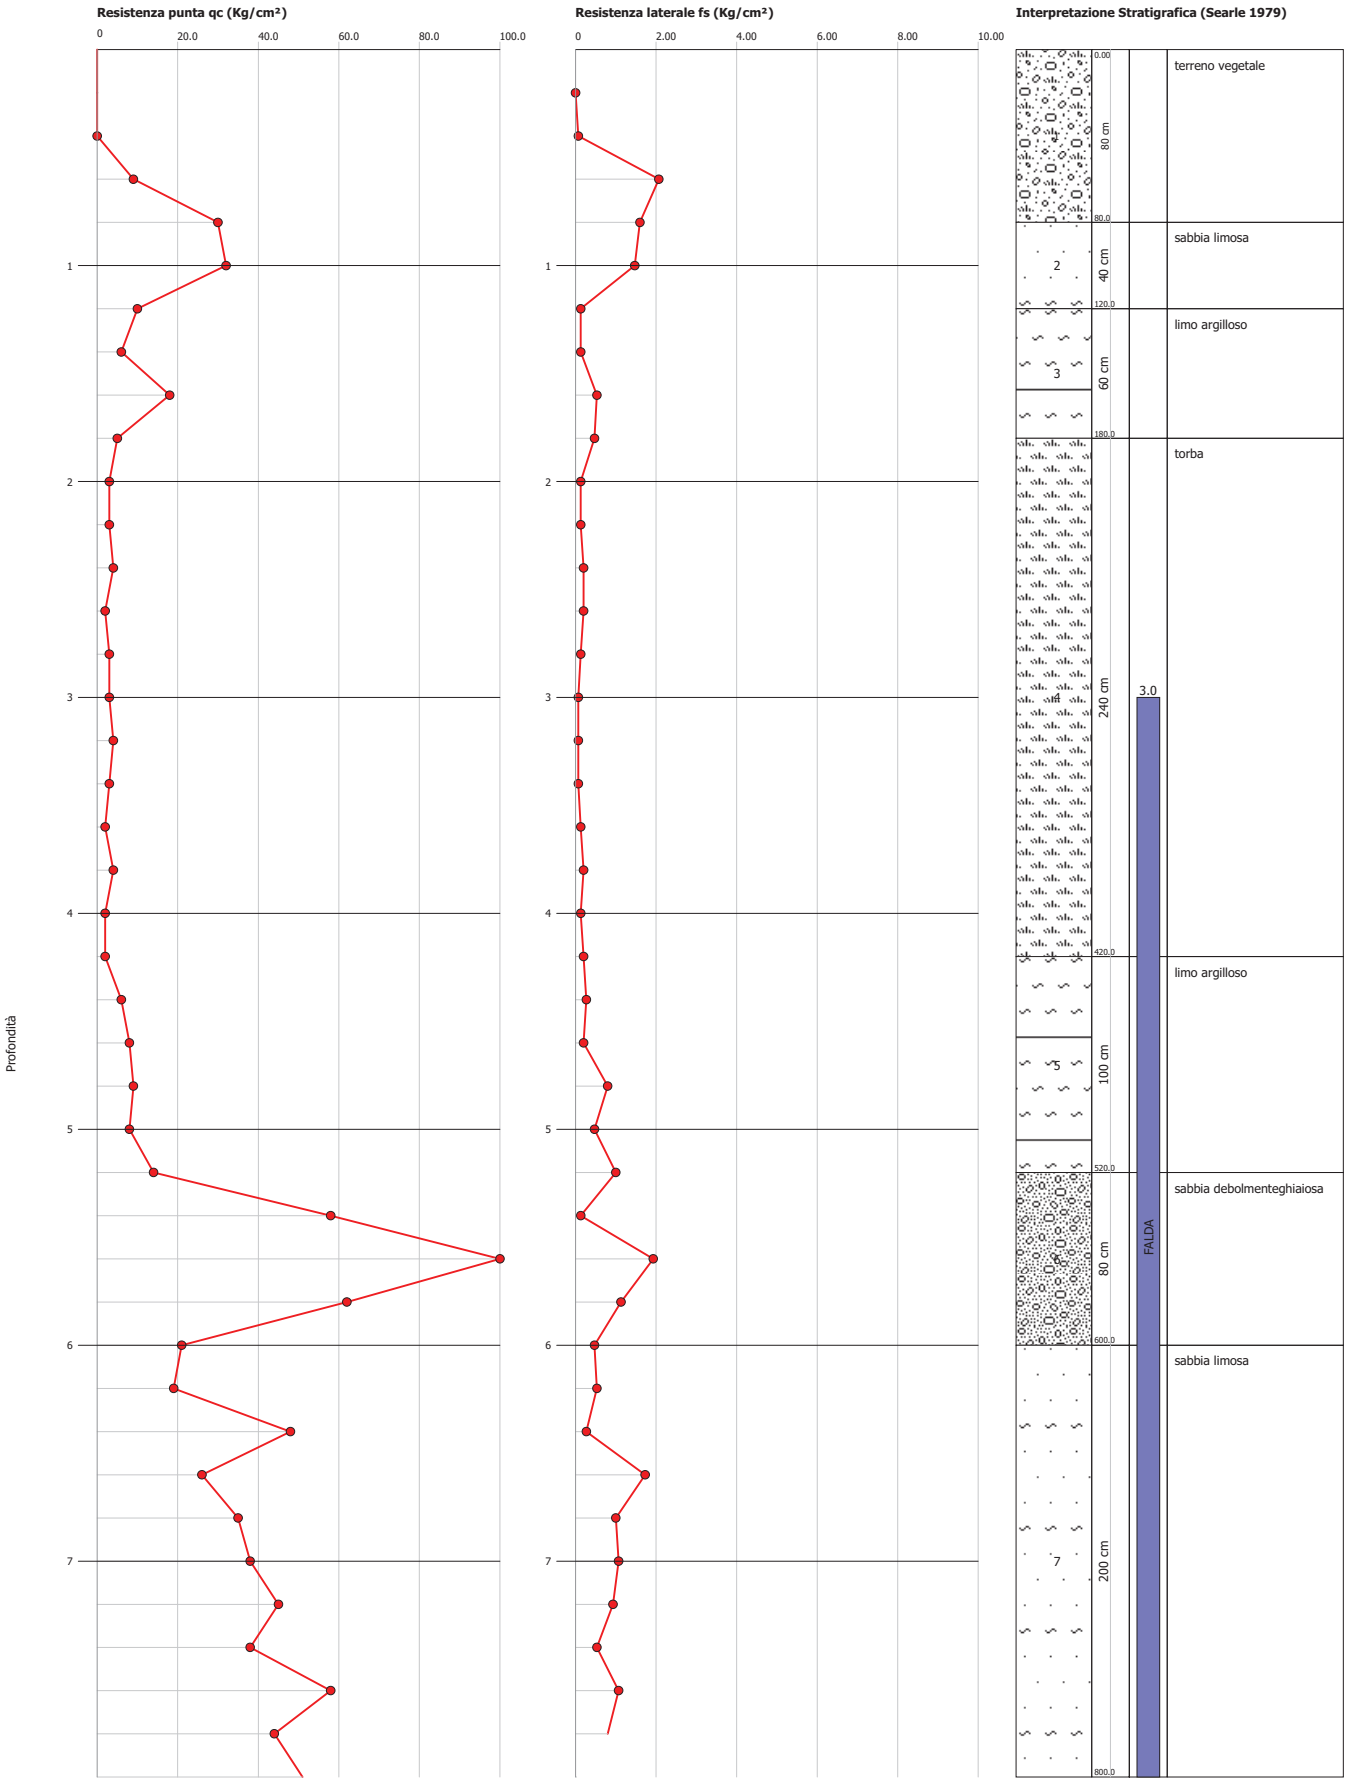 Resistenza punta qc (Kg/cm²)
Resistenza laterale fs (Kg/cm²)
Interpretazione Stratigrafica (Searle 1979)
0 20.0 40.0 60.0 80.0 100.0
0 2.00 4.00 6.00 8.00 10.00
Profondità
1
2
3
4
5
6
7
1
2
3
4
5
6
7
0.00
1
80 cm
terreno vegetale
80.0
2
40 cm
sabbia limosa
120.0
3
60 cm
limo argilloso
180.0
4
240 cm
torba
3.0
420.0
5
100 cm
limo argilloso
520.0
6
80 cm
FALDA
sabbia debolmenteghiaiosa
600.0
7
200 cm
sabbia limosa
800.0